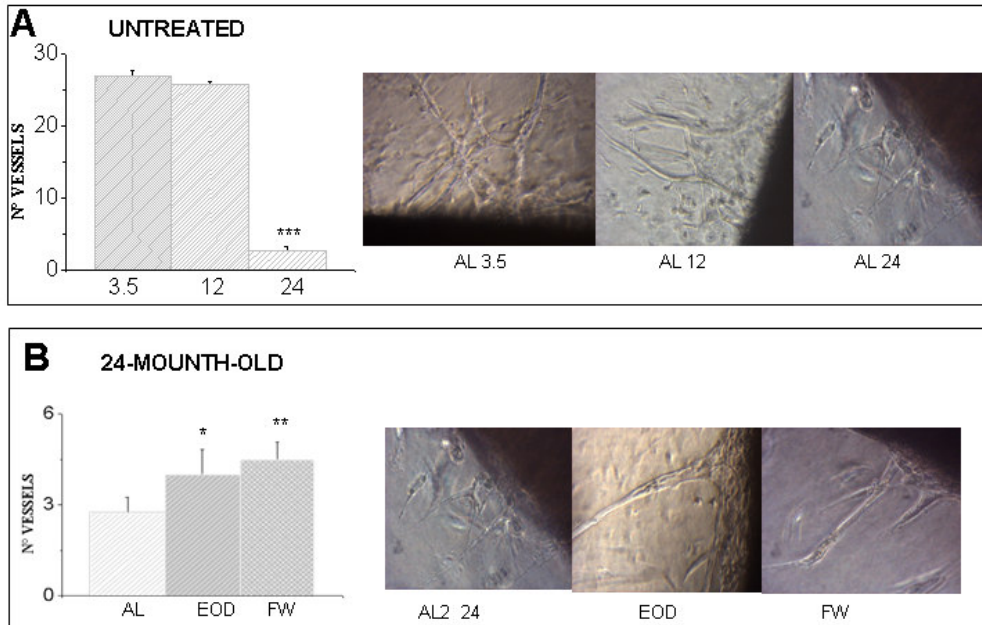 A
UNTREATED
30
20
10
0
N° VESSELS
***
3.5 12 24
AL 3.5 AL 12 AL 24
B
24-MOUNTH-OLD
6
3
0
N° VESSELS
* **
AL EOD FW
AL2 24 EOD FW